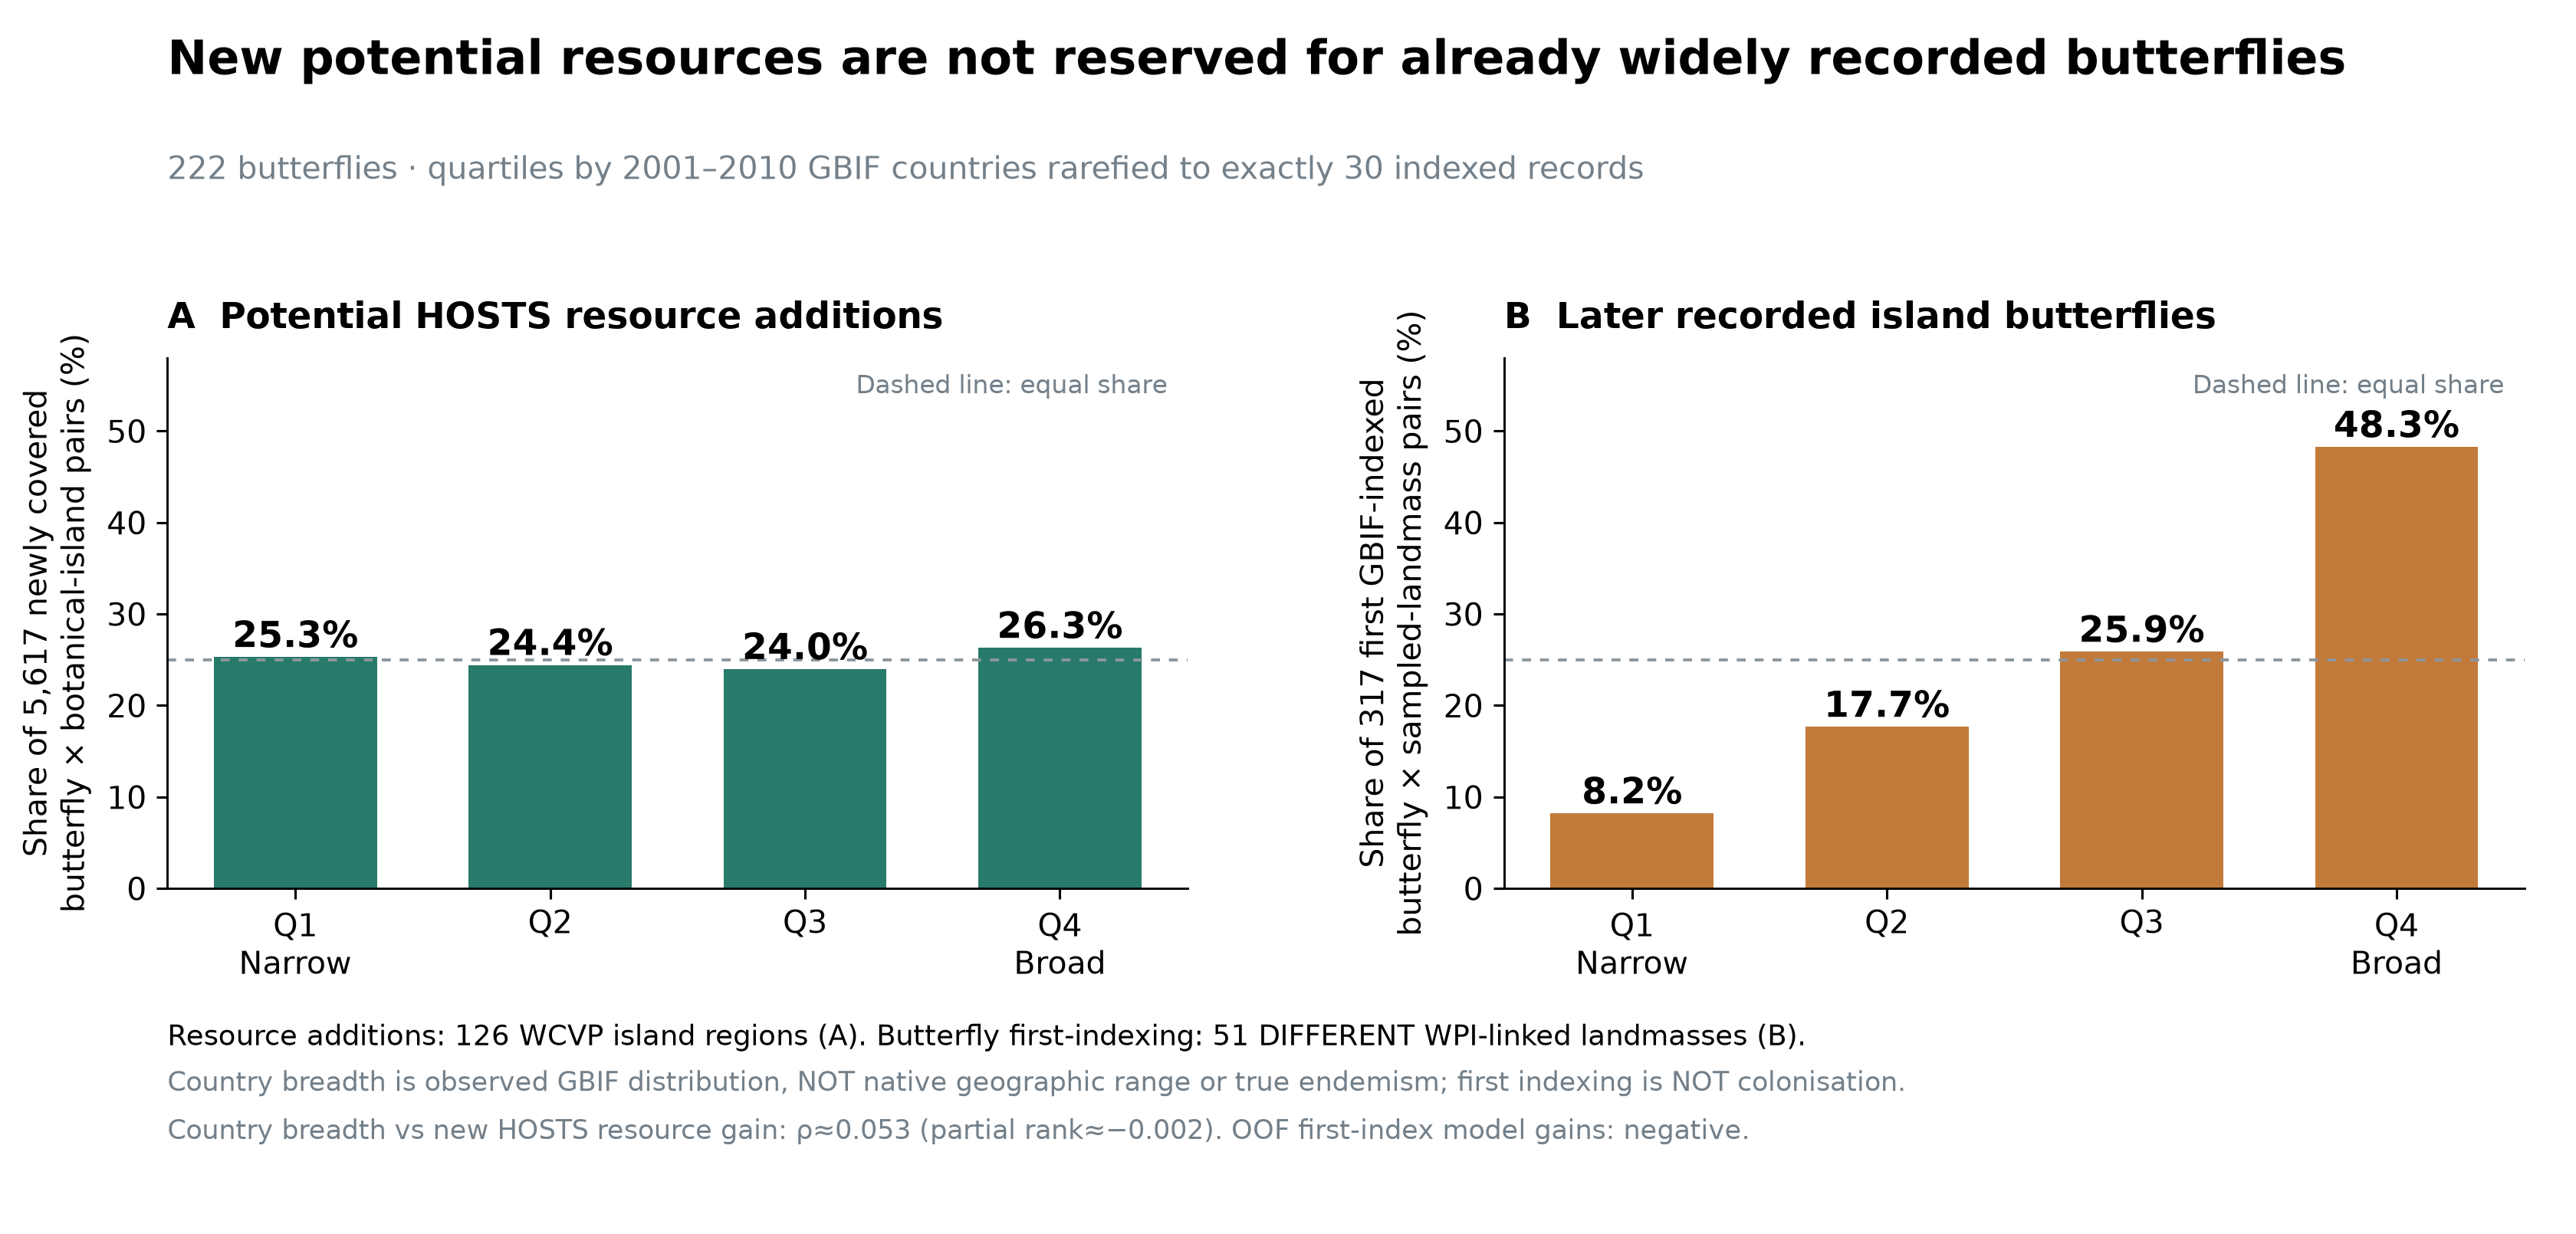 New potential resources are not reserved for already widely recorded butterflies
222 butterflies · quartiles by 2001–2010 GBIF countries rarefied to exactly 30 indexed records
A Potential HOSTS resource additions
Share of 5,617 newly covered
butterfly × botanical-island pairs (%)
Dashed line: equal share
50
40
30
20
10
0
25.3%
24.4%
24.0%
26.3%
Q1
Narrow
Q2
Q3
Q4
Broad
B Later recorded island butterflies
Share of 317 first GBIF-indexed
butterfly × sampled-landmass pairs (%)
Dashed line: equal share
50
40
30
20
10
0
8.2%
17.7%
25.9%
48.3%
Q1
Narrow
Q2
Q3
Q4
Broad
Resource additions: 126 WCVP island regions (A). Butterfly first-indexing: 51 DIFFERENT WPI-linked landmasses (B).
Country breadth is observed GBIF distribution, NOT native geographic range or true endemism; first indexing is NOT colonisation.
Country breadth vs new HOSTS resource gain: ρ≈0.053 (partial rank≈−0.002). OOF first-index model gains: negative.